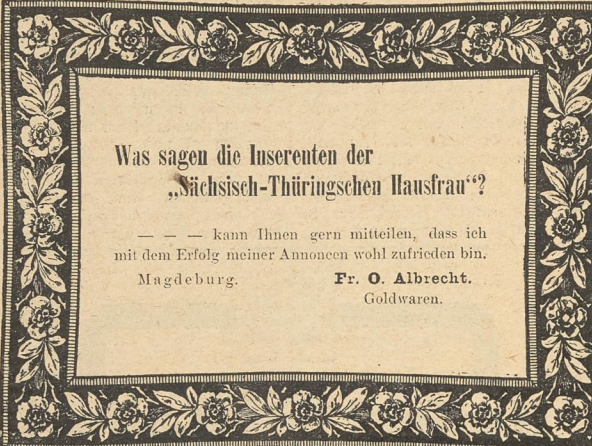 Was sagen die Inserenten der
„Sächsisch-Thüringschen Hausfrau“?
— — — kann Ihnen gern mitteilen, dass ich
mit dem Erfolg meiner Annoncen wohl zufrieden bin.
Magdeburg. Fr. O. Albrecht.
Goldwaren.